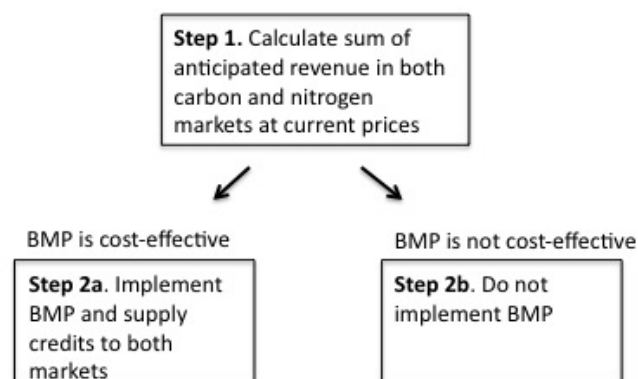 Step 1. Calculate sum of
anticipated revenue in both
carbon and nitrogen
markets at current prices
BMP is cost-effective
Step 2a. Implement
BMP and supply
credits to both
markets
BMP is not cost-effective
Step 2b. Do not
implement BMP